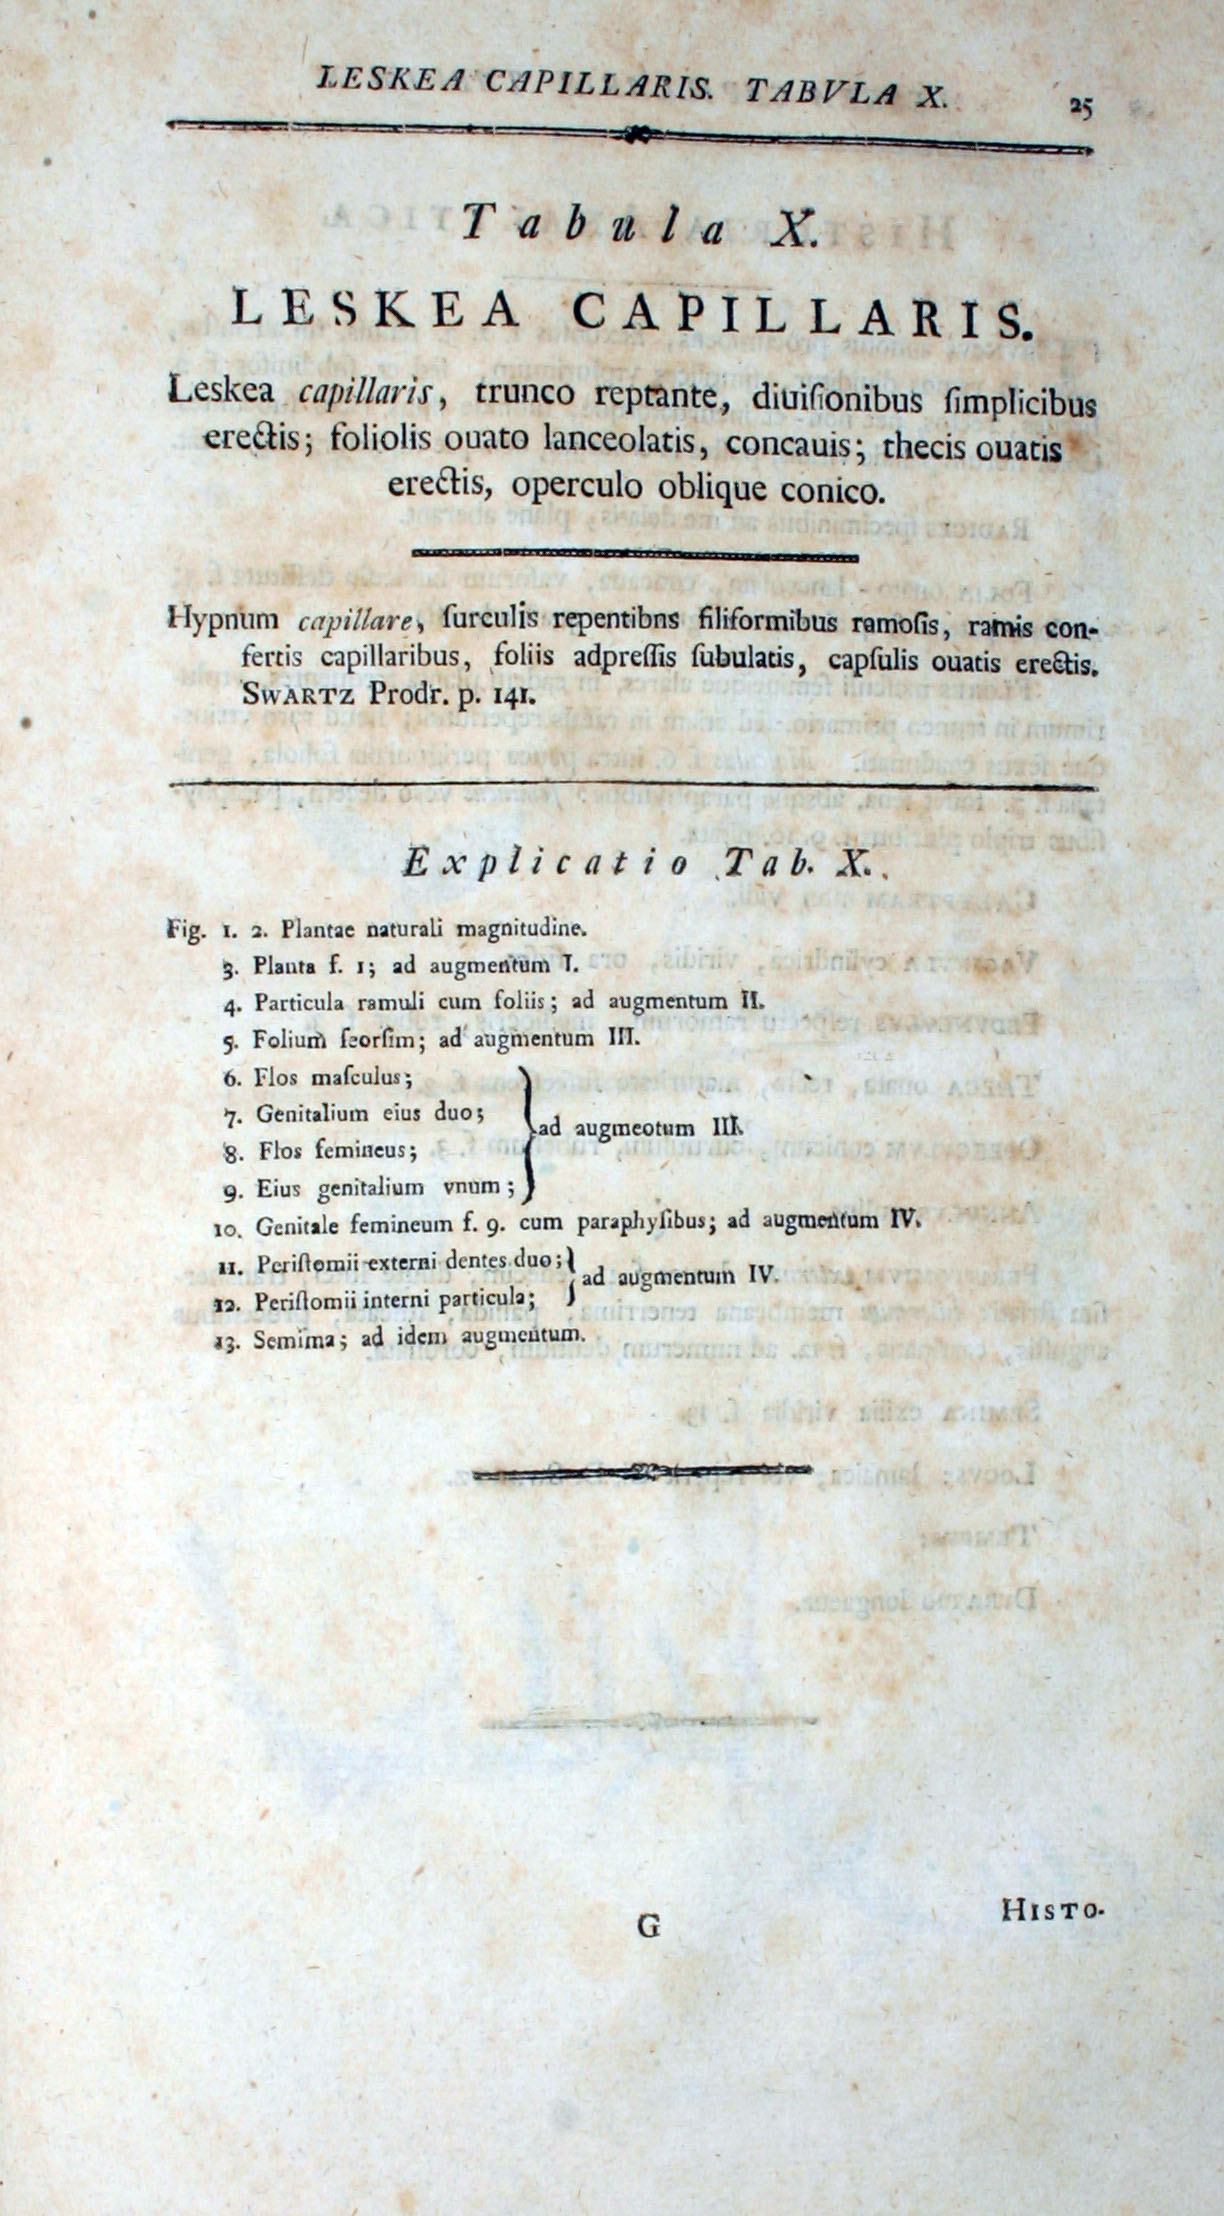 LESKEA CAPILLARIS. TABVLA X. 25
Tabula X.
LESKEA CAPILLARIS.
Leskea capillaris, trunco reptante, diuiſionibus ſimplicibus
erectis; foliolis ouato lanceolatis, concauis; thecis ouatis
erectis, operculo oblique conico.
Hypnum capillare, ſurculis repentibns filiformibus ramoſis, ramis con-
fertis capillaribus, foliis adpreſſis ſubulatis, capſulis ouatis erectis.
SWARTZ Prodr. p. 141.
Explicatio Tab. X.
Fig. 1. 2. Plantae naturali magnitudine.
3. Planta f. 1; ad augmentum I.
4. Particula ramuli cum foliis; ad augmentum II.
5. Folium ſeorſim; ad augmentum III.
6. Flos maſculus;
7. Genitalium eius duo;
ad augmeotum III.
8. Flos femineus;
9. Eius genitalium vnum;
10. Genitale femineum f. 9. cum paraphyſibus; ad augmentum IV.
11. Periſtomii externi dentes duo;
ad augmentum IV.
12. Periſtomii interni particula;
13. Semima; ad idem augmentum.
G
HISTO-